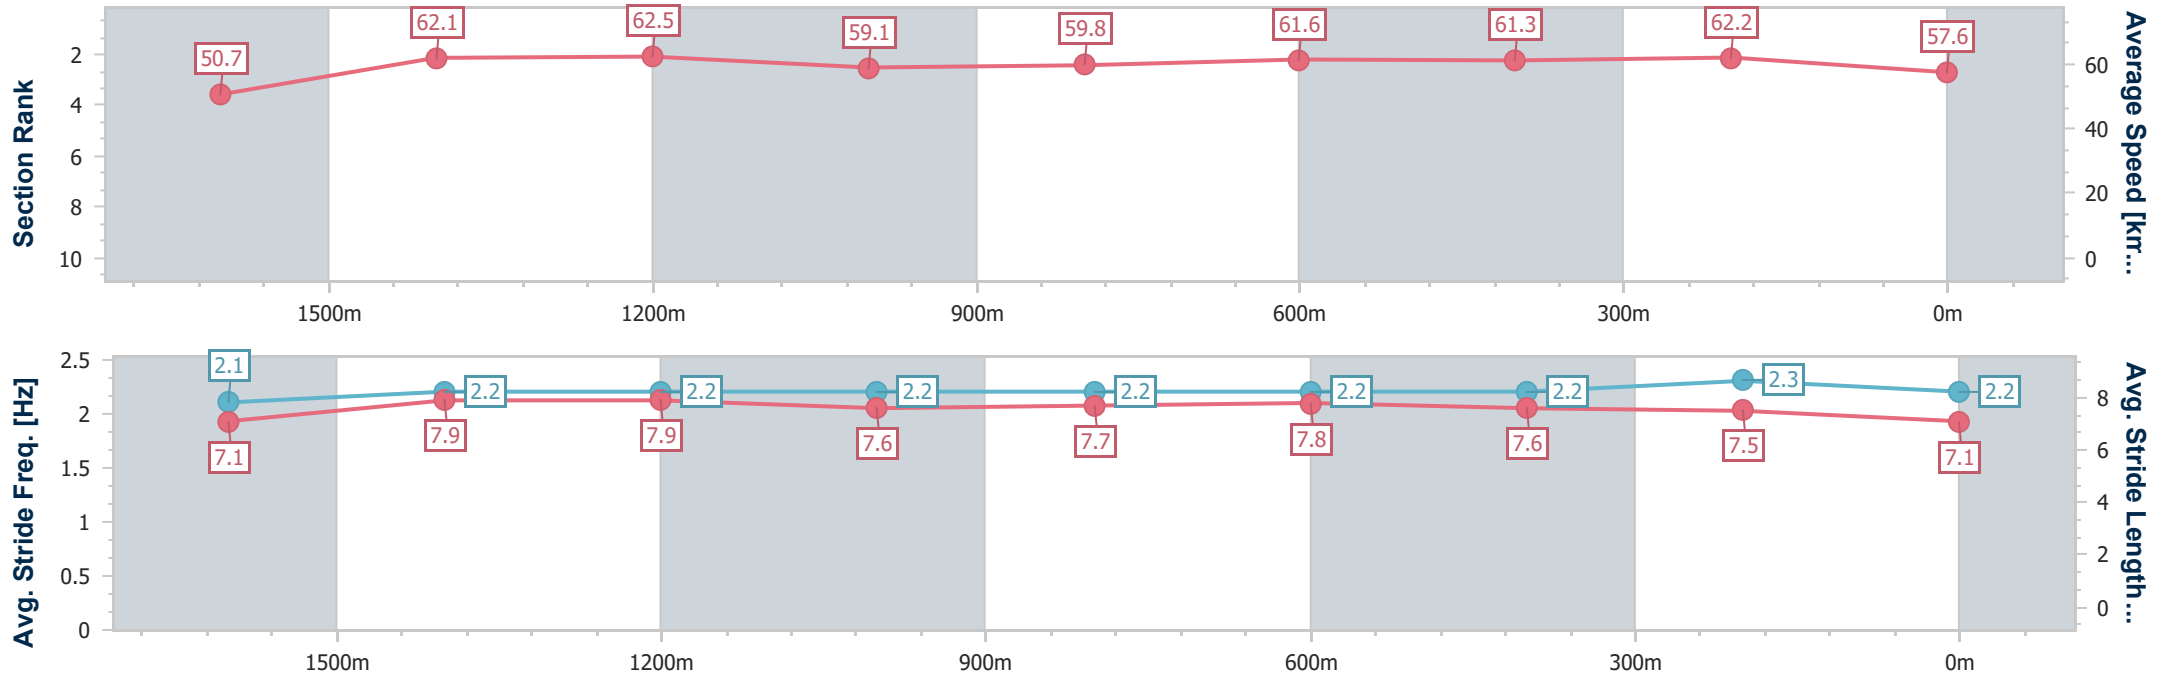 Section Rank
2
4
6
8
10
50.7
62.1
62.5
59.1
59.8
61.6
61.3
62.2
57.6
60
40
20
0
Average Speed [km...
1500m
1200m
900m
600m
300m
0m
Avg. Stride Freq. [Hz]
2.5
2
1.5
1
0.5
0
2.1
2.2
2.2
2.2
2.2
2.2
2.2
2.3
2.2
7.1
7.9
7.9
7.6
7.7
7.8
7.6
7.5
7.1
8
6
4
2
0
Avg. Stride Length...
1500m
1200m
900m
600m
300m
0m